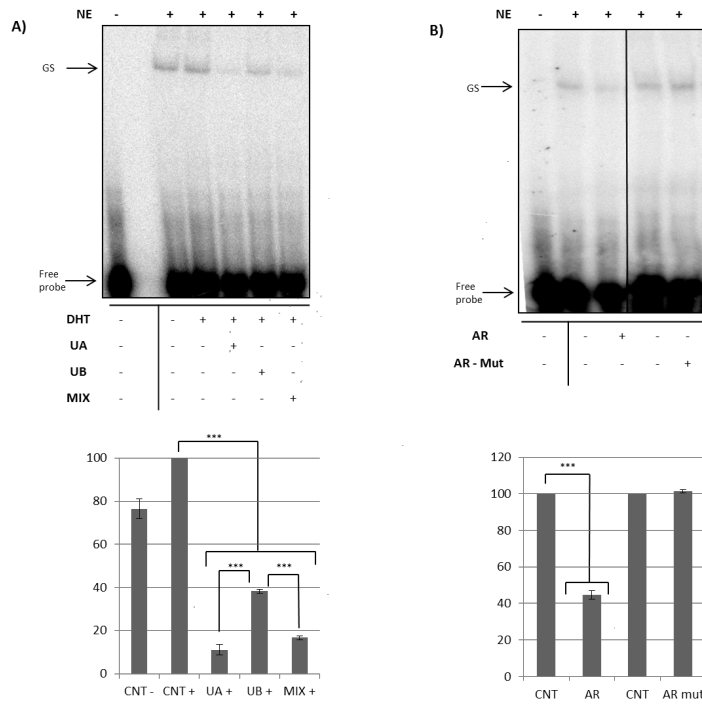 A)
NE - + + + + +
GS
Free
probe
DHT - - + + + +
UA - - - + - -
UB - - - - + -
MIX - - - - - +
***
*** ***
100
80
60
40
20
0
CNT - CNT + UA + UB + MIX +
B)
NE - + + + +
GS
Free
probe
AR - - + - -
AR - Mut - - - - +
120
***
100
80
60
40
20
0
CNT AR CNT AR mut